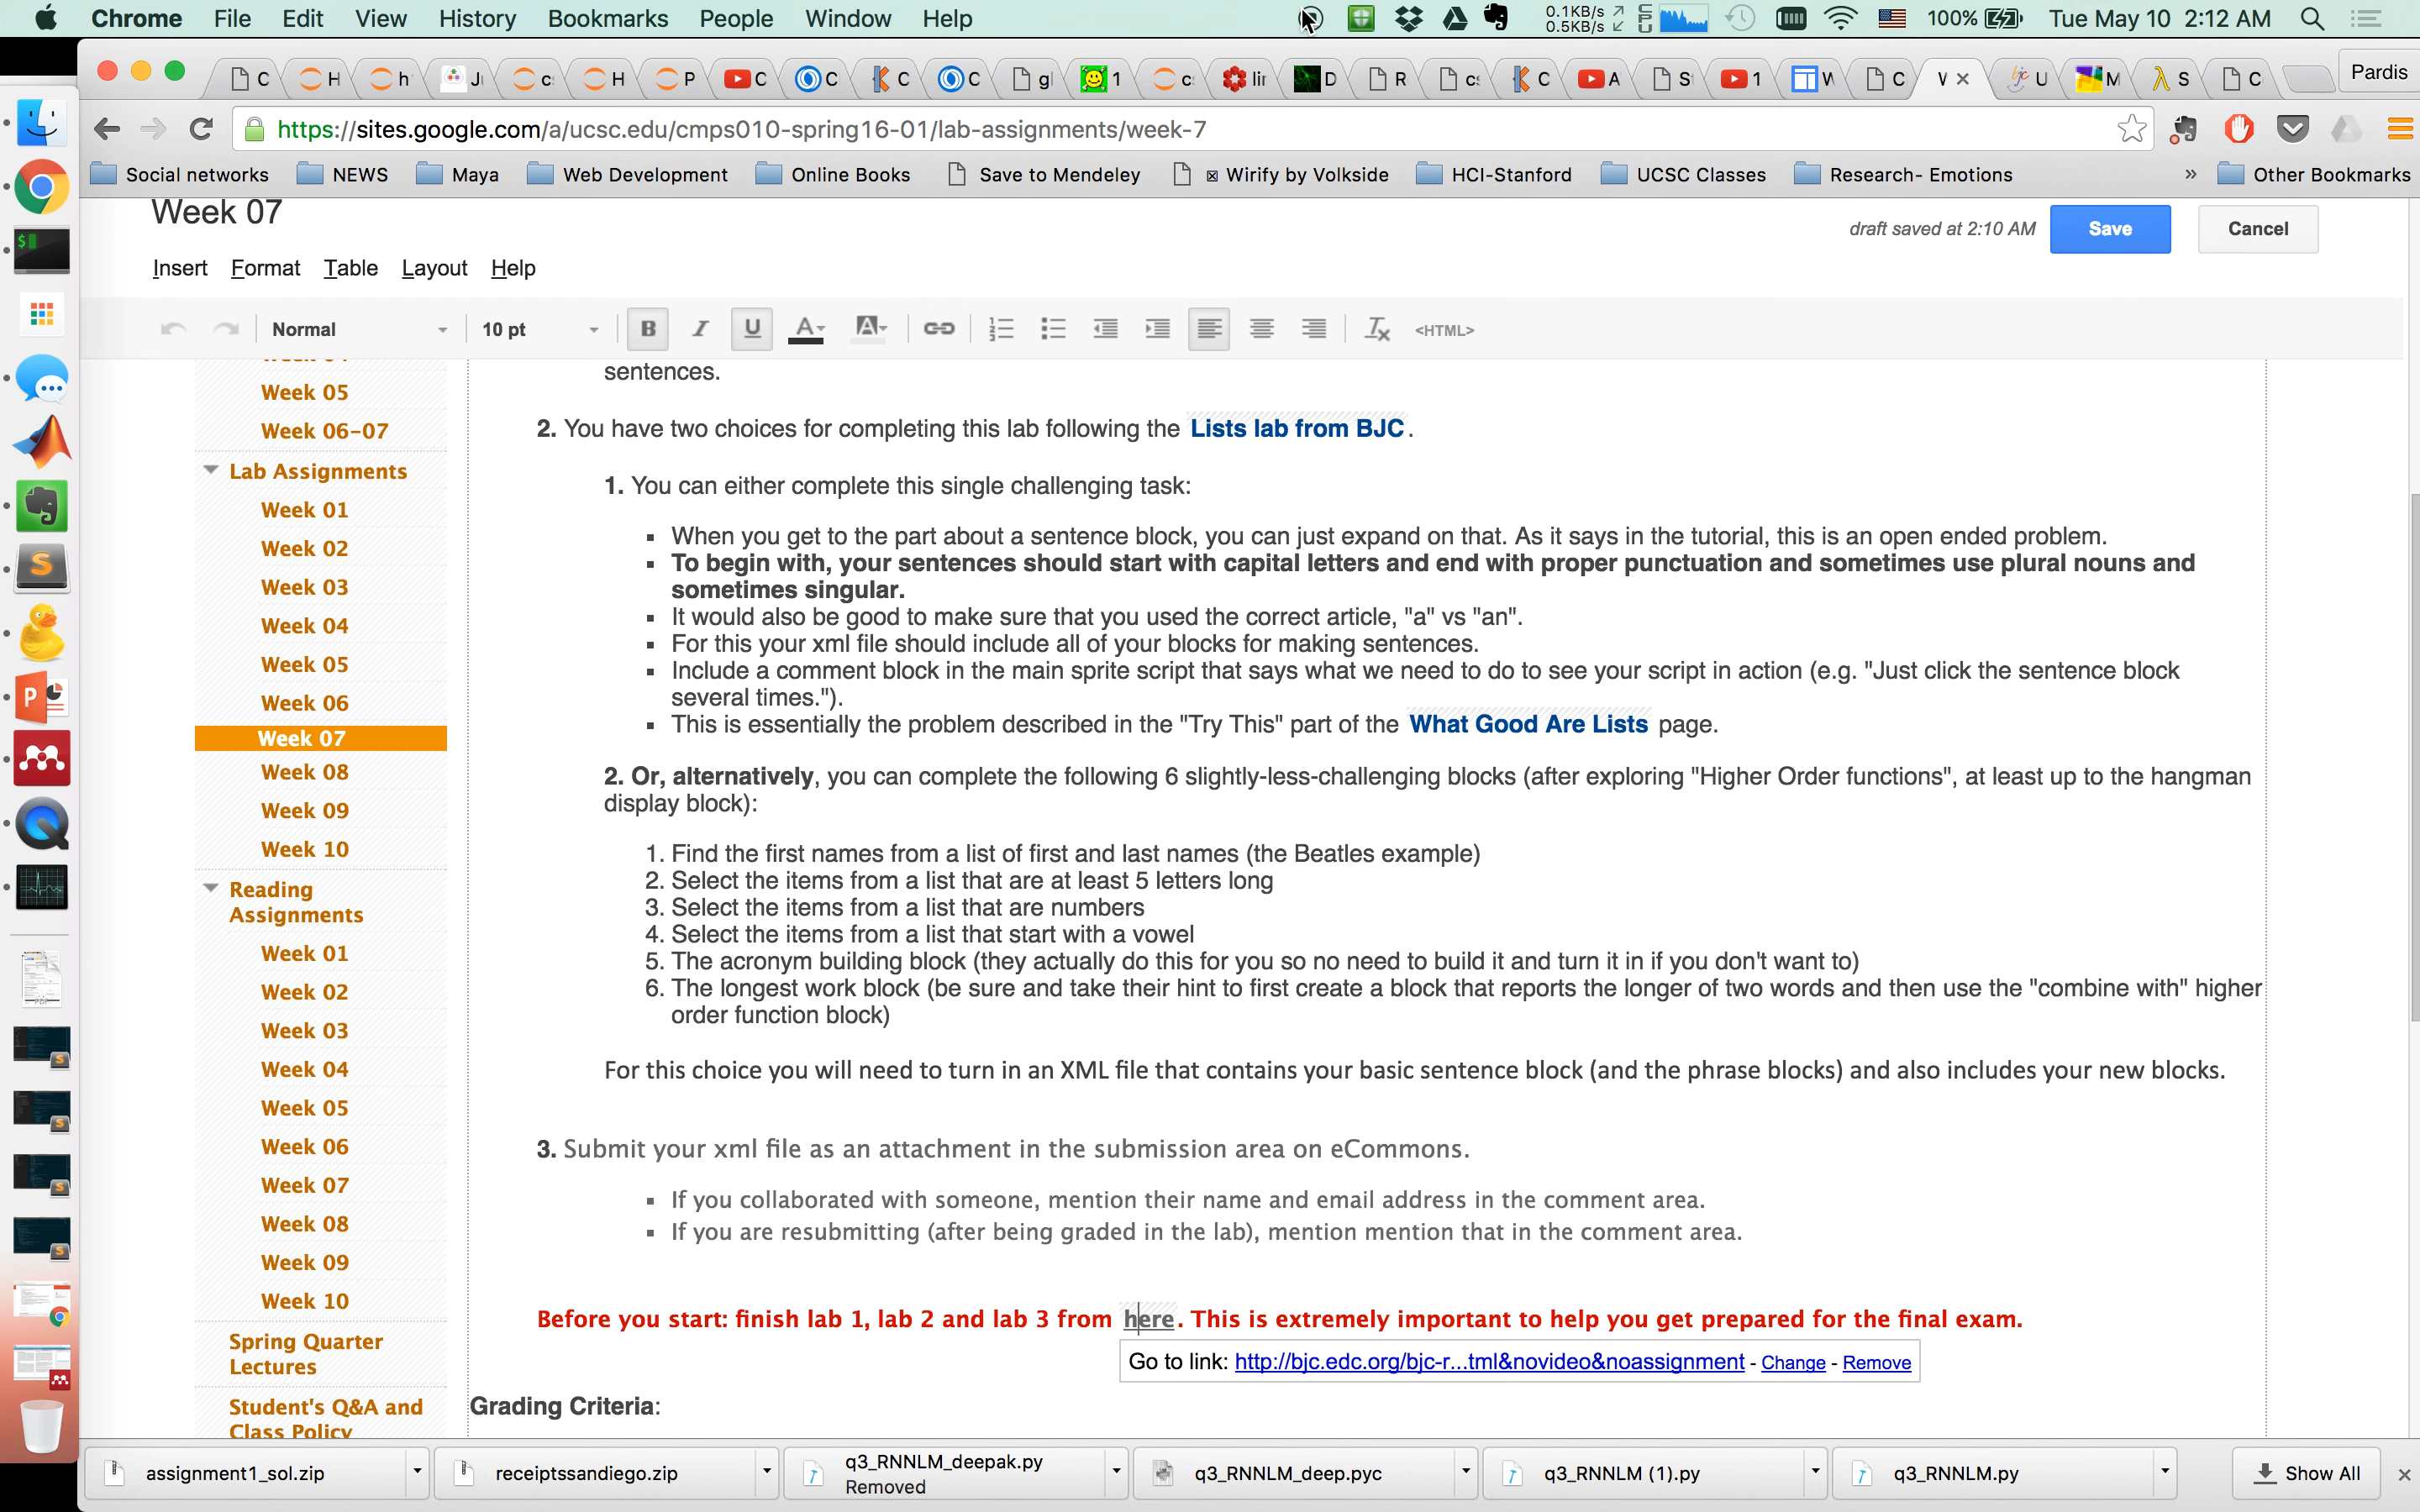 Chrome File Edit View History Bookmarks People Window Help
0.1KB/s
0.5KB/s
CPU
100%
Tue May 10 2:12 AM
C H h J c H P C C C C gl 1 c lir D R cs C A S 1 W C V U M S C
Pardis
https://sites.google.com/a/ucsc.edu/cmps010-spring16-01/lab-assignments/week-7
Social networks NEWS Maya Web Development Online Books Save to Mendeley Wirify by Volkside HCI-Stanford UCSC Classes Research- Emotions » Other Bookmarks
Week 07
draft saved at 2:10 AM
Save
Cancel
Insert Format Table Layout Help
Normal 10 pt B I U A A <HTML>
Week 05
Week 06-07
Lab Assignments
Week 01
Week 02
Week 03
Week 04
Week 05
Week 06
Week 07
Week 08
Week 09
Week 10
Reading
Assignments
Week 01
Week 02
Week 03
Week 04
Week 05
Week 06
Week 07
Week 08
Week 09
Week 10
Spring Quarter
Lectures
Student's Q&A and
Class Policy
sentences.
2. You have two choices for completing this lab following the Lists lab from BJC.
1. You can either complete this single challenging task:
When you get to the part about a sentence block, you can just expand on that. As it says in the tutorial, this is an open ended problem.
To begin with, your sentences should start with capital letters and end with proper punctuation and sometimes use plural nouns and
sometimes singular.
It would also be good to make sure that you used the correct article, "a" vs "an".
For this your xml file should include all of your blocks for making sentences.
Include a comment block in the main sprite script that says what we need to do to see your script in action (e.g. "Just click the sentence block
several times.").
This is essentially the problem described in the "Try This" part of the What Good Are Lists page.
2. Or, alternatively, you can complete the following 6 slightly-less-challenging blocks (after exploring "Higher Order functions", at least up to the hangman
display block):
1. Find the first names from a list of first and last names (the Beatles example)
2. Select the items from a list that are at least 5 letters long
3. Select the items from a list that are numbers
4. Select the items from a list that start with a vowel
5. The acronym building block (they actually do this for you so no need to build it and turn it in if you don't want to)
6. The longest work block (be sure and take their hint to first create a block that reports the longer of two words and then use the "combine with" higher
order function block)
For this choice you will need to turn in an XML file that contains your basic sentence block (and the phrase blocks) and also includes your new blocks.
3. Submit your xml file as an attachment in the submission area on eCommons.
If you collaborated with someone, mention their name and email address in the comment area.
If you are resubmitting (after being graded in the lab), mention mention that in the comment area.
Before you start: finish lab 1, lab 2 and lab 3 from here. This is extremely important to help you get prepared for the final exam.
Go to link: http://bjc.edc.org/bjc-r...tml&novideo&noassignment - Change - Remove
Grading Criteria:
assignment1_sol.zip
receiptssandiego.zip
q3_RNNLM_deepak.py
Removed
q3_RNNLM_deep.pyc
q3_RNNLM (1).py
q3_RNNLM.py
Show All